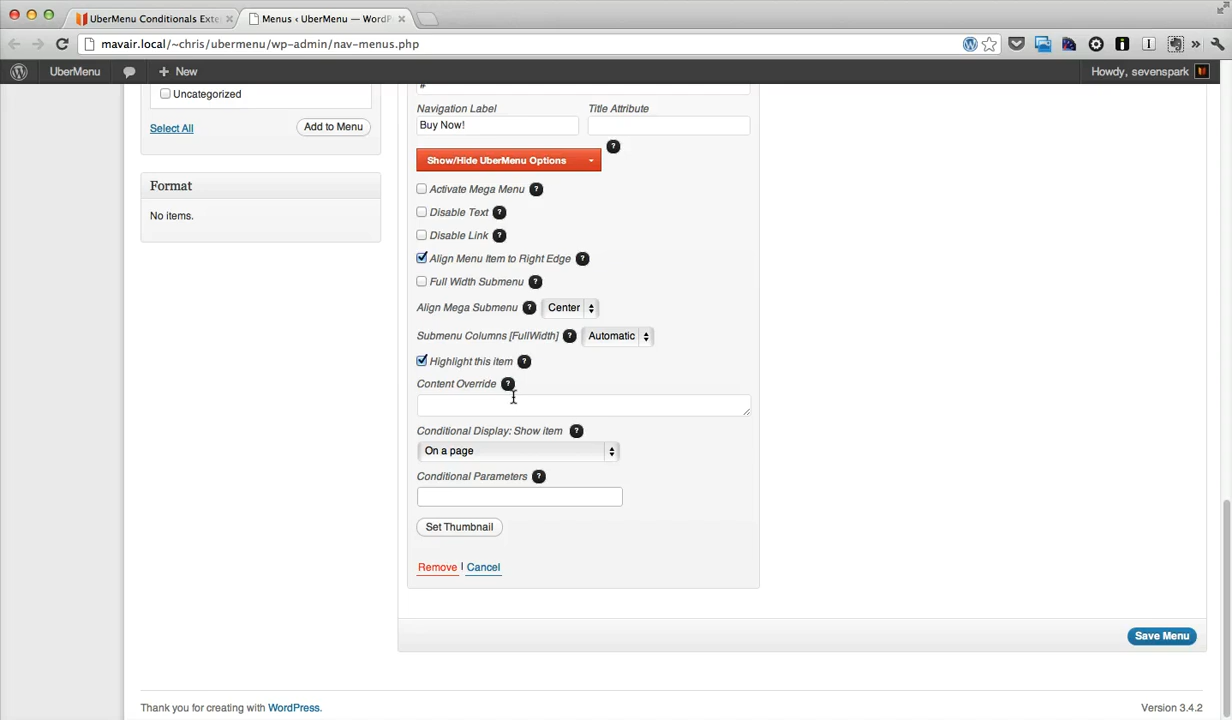 UberMenu Conditionals Exte
Menus ‹ UberMenu — WordP
mavair.local/~chris/ubermenu/wp-admin/nav-menus.php
UberMenu
+ New
Howdy, sevenspark
Uncategorized
Select All
Add to Menu
Format
No items.
#
Navigation Label
Title Attribute
Buy Now!
Show/Hide UberMenu Options
?
Activate Mega Menu ?
Disable Text ?
Disable Link ?
Align Menu Item to Right Edge ?
Full Width Submenu ?
Align Mega Submenu ? Center
Submenu Columns [FullWidth] ? Automatic
Highlight this item ?
Content Override ?
Conditional Display: Show item ?
On a page
Conditional Parameters ?
Set Thumbnail
Remove | Cancel
Save Menu
Thank you for creating with WordPress.
Version 3.4.2